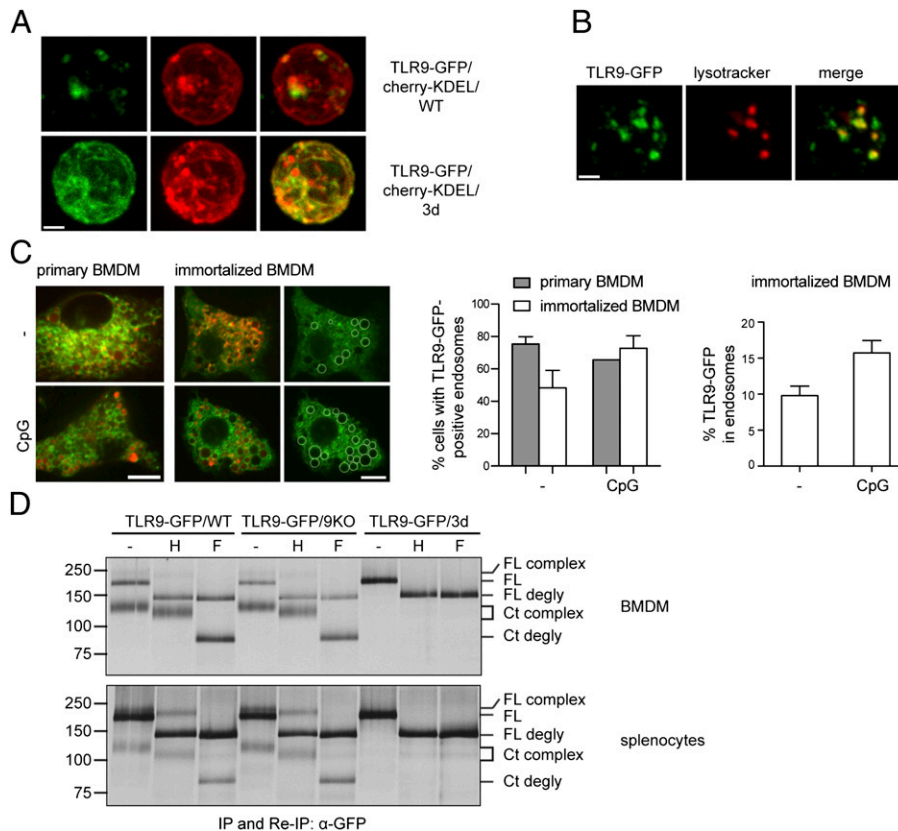 A
TLR9-GFP/
cherry-KDEL/
WT
TLR9-GFP/
cherry-KDEL/
3d
B
TLR9-GFP lysotracker merge
C
primary BMDM immortalized BMDM
-
CpG
primary BMDM
immortalized BMDM
% cells with TLR9-GFP-
positive endosomes
100
80
60
40
20
0
- CpG
immortalized BMDM
% TLR9-GFP
in endosomes
20
15
10
5
0
- CpG
D
TLR9-GFP/WT TLR9-GFP/9KO TLR9-GFP/3d
- H F - H F - H F
250
150
100
75
FL complex
FL
FL degly
Ct complex
Ct degly
BMDM
250
150
100
75
FL complex
FL
FL degly
Ct complex
Ct degly
splenocytes
IP and Re-IP: α-GFP